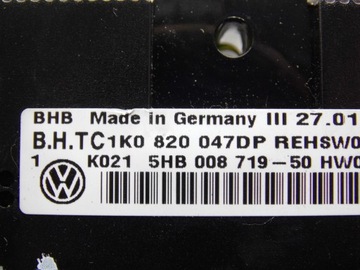 BHB Made in Germany III 27.01
B.H.TC1K0 820 047DP REHSW0
1 K021 5HB 008 719-50 HW0